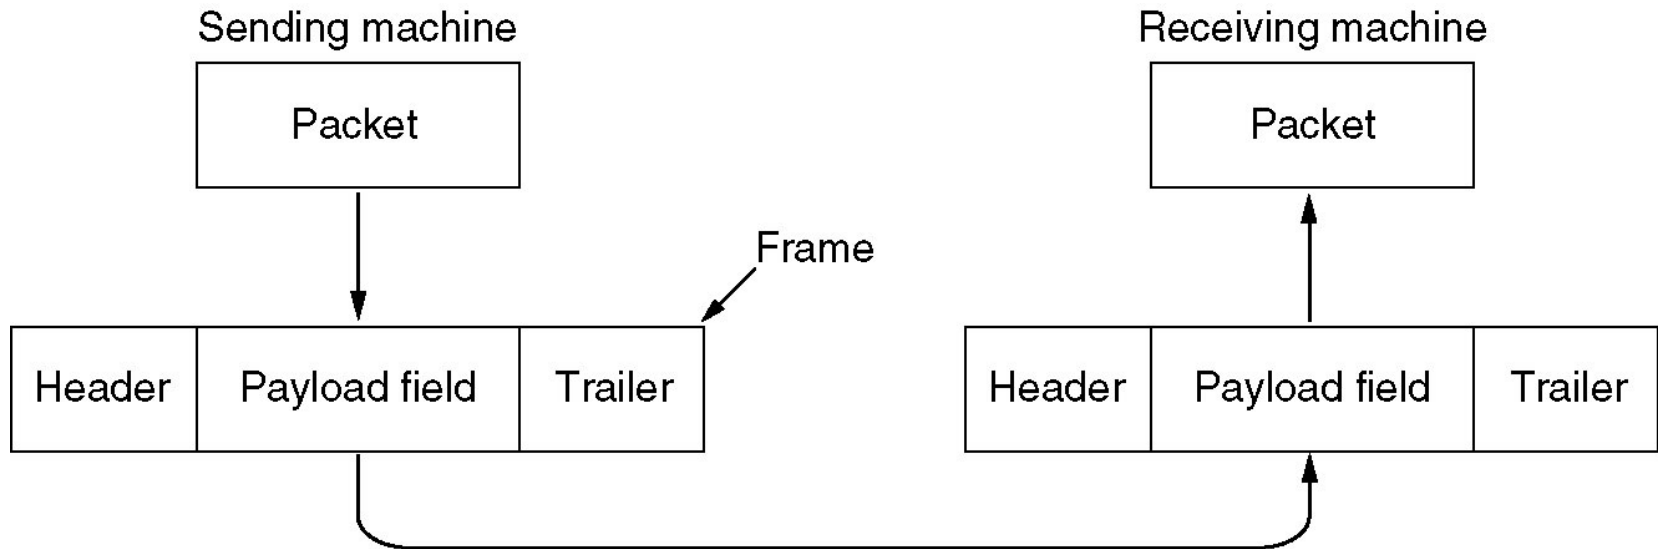 Sending machine
Receiving machine
Packet
Packet
Frame
Header
Payload field
Trailer
Header
Payload field
Trailer